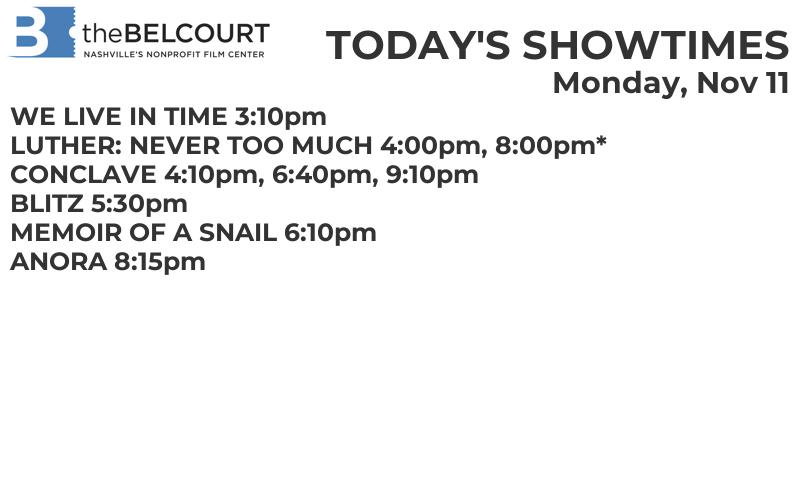 B theBELCOURT
NASHVILLE'S NONPROFIT FILM CENTER
TODAY'S SHOWTIMES
Monday, Nov 11
WE LIVE IN TIME 3:10pm
LUTHER: NEVER TOO MUCH 4:00pm, 8:00pm*
CONCLAVE 4:10pm, 6:40pm, 9:10pm
BLITZ 5:30pm
MEMOIR OF A SNAIL 6:10pm
ANORA 8:15pm